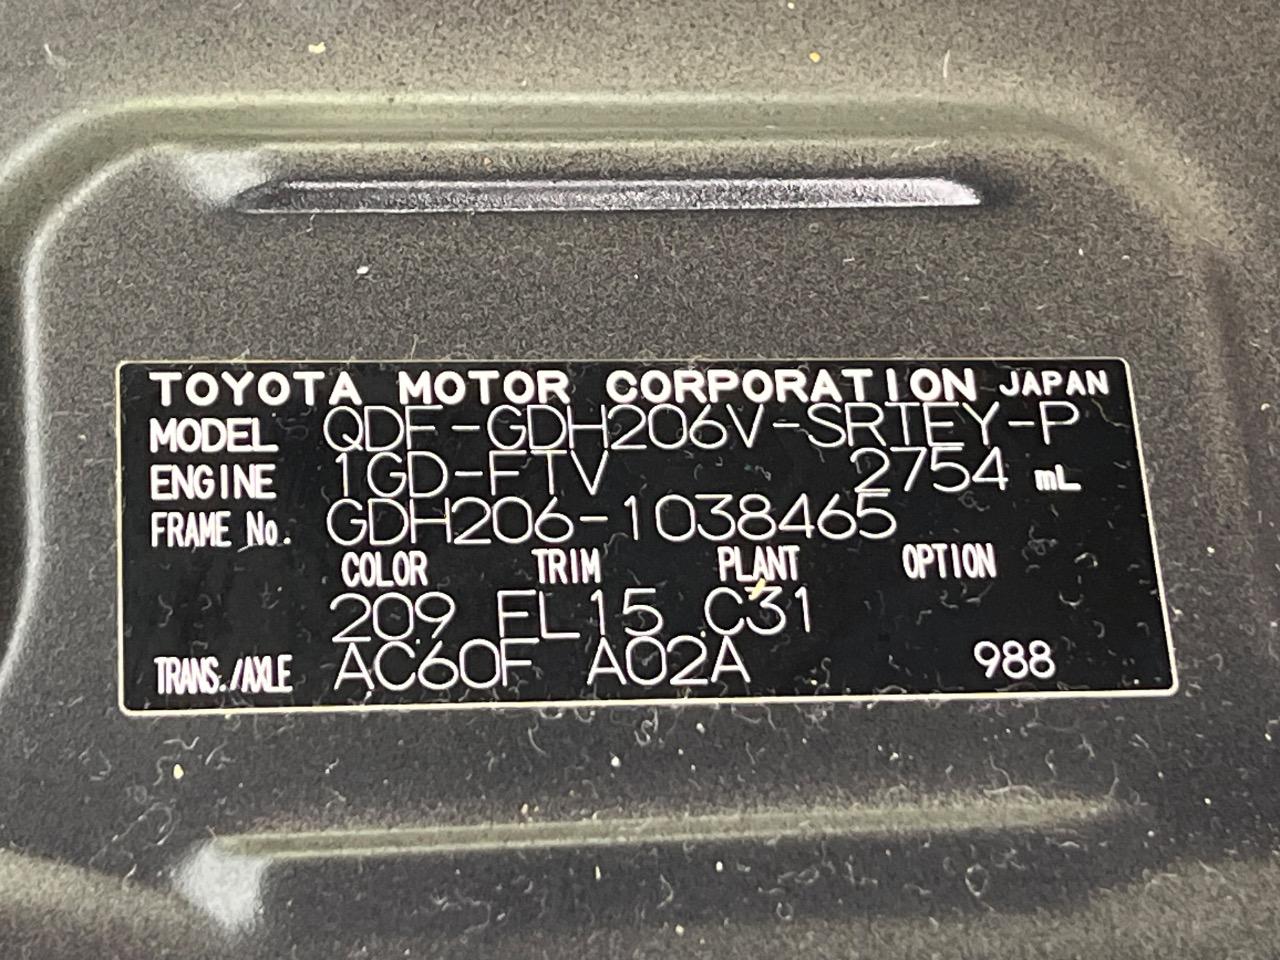 TOYOTA MOTOR CORPORATION JAPAN
MODEL QDF-GDH206V-SRTEY-P
ENGINE 1GD-FTV 2754 mL
FRAME No. GDH206-1038465
COLOR TRIM PLANT OPTION
209 FL15 C31
TRANS./AXLE AC60F A02A 988